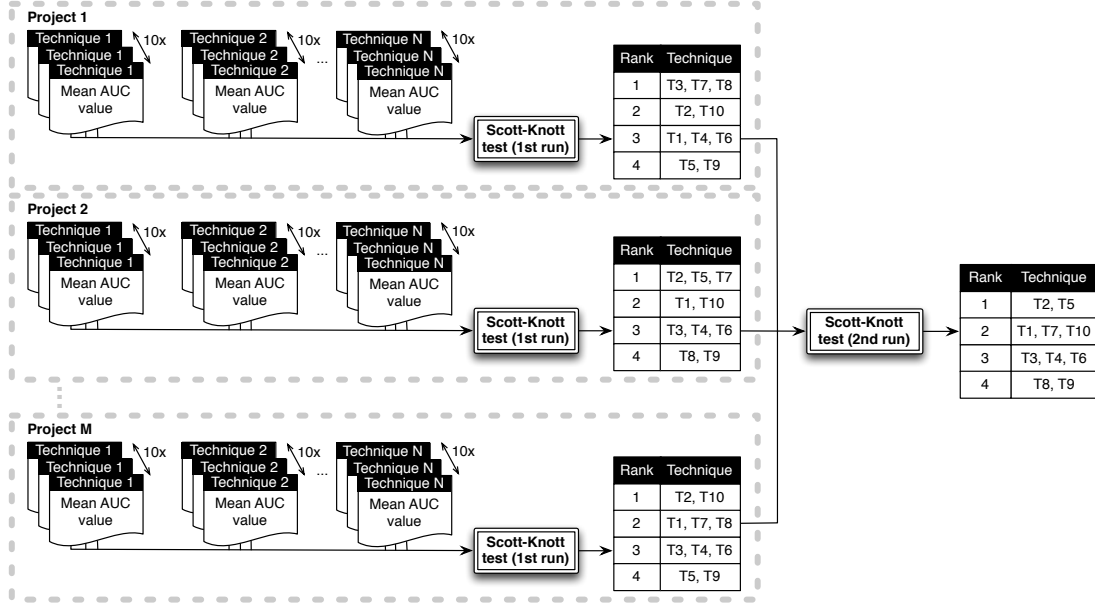 Project 1
Technique 1 10x Technique 2 10x Technique N 10x
Technique 1 Technique 2 ... Technique N
Technique 1 Technique 2 Technique N
Mean AUC value Mean AUC value Mean AUC value
Scott-Knott
test (1st run)
Rank Technique
1 T3, T7, T8
2 T2, T10
3 T1, T4, T6
4 T5, T9
Project 2
Technique 1 10x Technique 2 10x Technique N 10x
Technique 1 Technique 2 ... Technique N
Technique 1 Technique 2 Technique N
Mean AUC value Mean AUC value Mean AUC value
Scott-Knott
test (1st run)
Rank Technique
1 T2, T5, T7
2 T1, T10
3 T3, T4, T6
4 T8, T9
Scott-Knott
test (2nd run)
Rank Technique
1 T2, T5
2 T1, T7, T10
3 T3, T4, T6
4 T8, T9
Project M
Technique 1 10x Technique 2 10x Technique N 10x
Technique 1 Technique 2 ... Technique N
Technique 1 Technique 2 Technique N
Mean AUC value Mean AUC value Mean AUC value
Scott-Knott
test (1st run)
Rank Technique
1 T2, T10
2 T1, T7, T8
3 T3, T4, T6
4 T5, T9